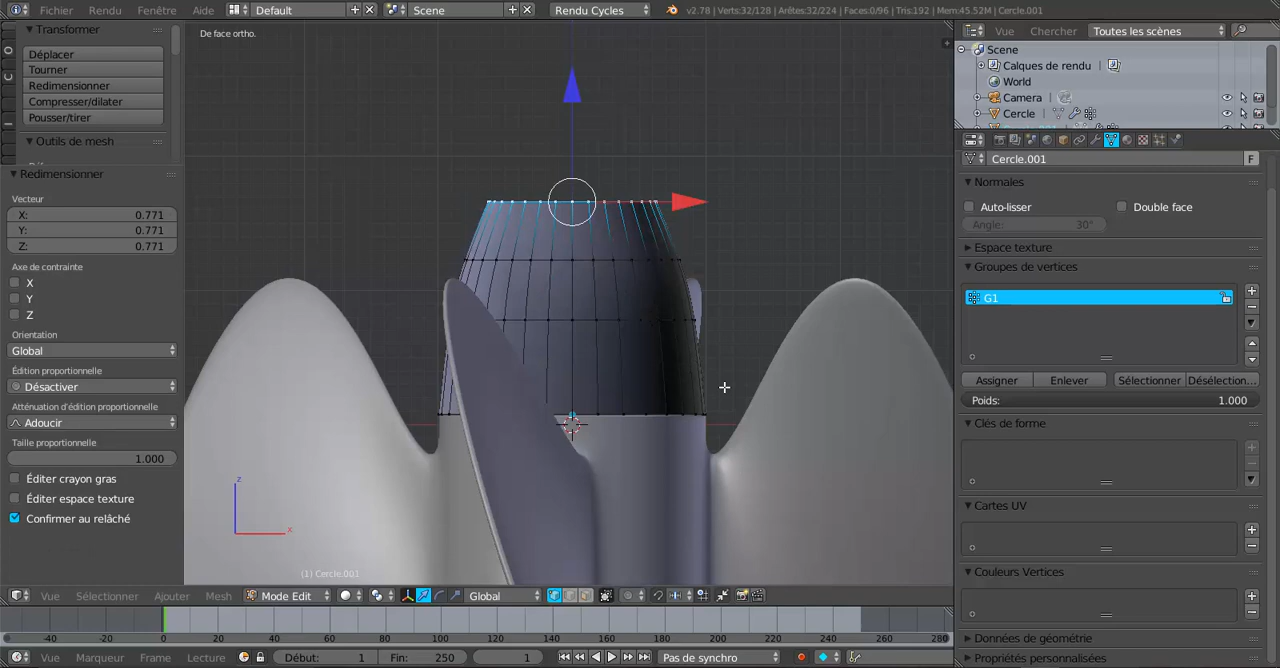 Fichier Rendu Fenêtre Aide Default Scene Rendu Cycles v2.78 | Verts:32/128 | Arêtes:32/224 | Faces:0/96 | Tris:192 | Mem:45.52M | Cercle.001
Transformer
Déplacer
Tourner
Redimensionner
Compresser/dilater
Pousser/tirer
Outils de mesh
Redimensionner
Vecteur
X: 0.771
Y: 0.771
Z: 0.771
Axe de contrainte
X
Y
Z
Orientation
Global
Édition proportionnelle
Désactiver
Atténuation d'édition proportionnelle
Adoucir
Taille proportionnelle
1.000
Éditer crayon gras
Éditer espace texture
Confirmer au relâché
De face ortho.
z
x
(1) Cercle.001
Vue Chercher Toutes les scènes
Scene
Calques de rendu
World
Camera
Cercle
Cercle.001 F
Normales
Auto-lisser Double face
Angle: 30°
Espace texture
Groupes de vertices
G1
Assigner Enlever Sélectionner Désélection...
Poids: 1.000
Clés de forme
Cartes UV
Couleurs Vertices
Données de géométrie
Propriétés personnalisées
Vue Sélectionner Ajouter Mesh Mode Edit Global
-40 -20 0 20 40 60 80 100 120 140 160 180 200 220 240 260 280
Vue Marqueur Frame Lecture Début: 1 Fin: 250 1 Pas de synchro